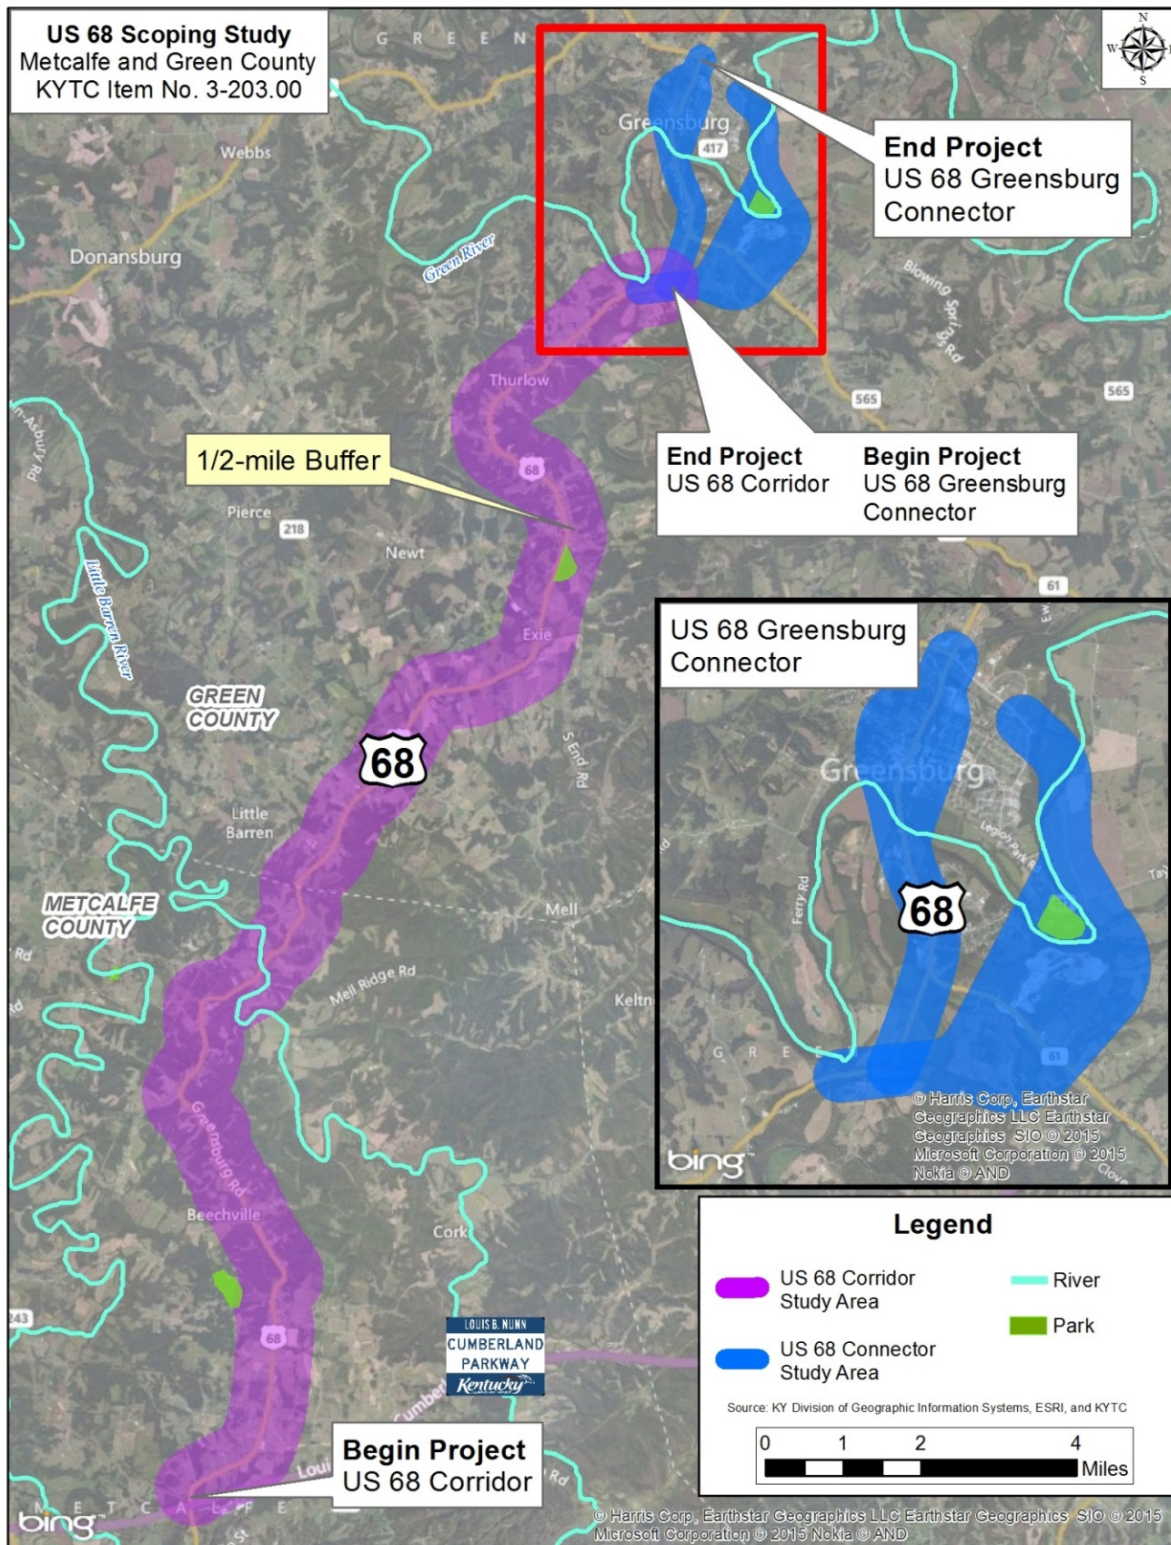 US 68 Scoping Study
Metcalfe and Green County
KYTC Item No. 3-203.00
G R E E N
N
W
S
Webbs
Greensburg
417
End Project
US 68 Greensburg
Connector
Donansburg
Green River
Blowing Springs Rd
Thurlow
565
565
1/2-mile Buffer
68
End Project
US 68 Corridor
Begin Project
US 68 Greensburg
Connector
Pierce
218
Newt
Little Barren River
61
Exie
US 68 Greensburg
Connector
GREEN
COUNTY
68
S End Rd
Greensburg
Little
Barren
Legion Park R
METCALFE
COUNTY
Mell
Ferry Rd
68
Rd
Mell Ridge Rd
G R E E
61
© Harris Corp, Earthstar
Geographics LLC Earthstar
Geographics SIO © 2015
Microsoft Corporation © 2015
Nokia © AND
bing
Greensburg Rd
Beechville
Cork
Legend
US 68 Corridor
Study Area
River
US 68 Connector
Study Area
Park
243
68
LOUIS B. NUNN
CUMBERLAND
PARKWAY
Kentucky
Source: KY Division of Geographic Information Systems, ESRI, and KYTC
0 1 2 4
Miles
Begin Project
US 68 Corridor
Rd
M E T C A L F E
bing
© Harris Corp, Earthstar Geographics LLC Earthstar Geographics SIO © 2015
Microsoft Corporation © 2015 Nokia © AND